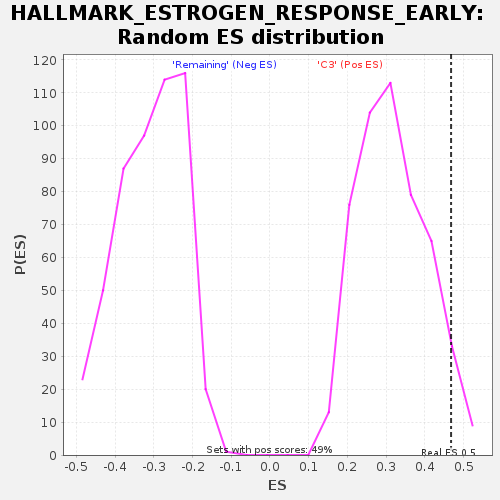 HALLMARK_ESTROGEN_RESPONSE_EARLY:
Random ES distribution
'Remaining' (Neg ES)
'C3' (Pos ES)
120
110
100
90
80
70
60
50
40
30
20
10
0
P(ES)
Sets with pos scores: 49%
Real ES 0.5
-0.5 -0.4 -0.3 -0.2 -0.1 0.0 0.1 0.2 0.3 0.4 0.5
ES